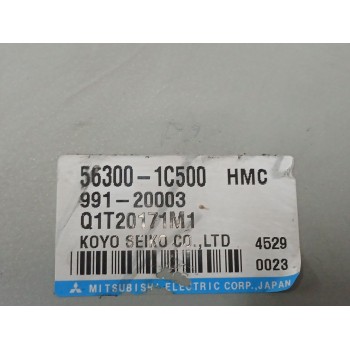 56300-1C500 HMC
991-20003
Q1T20171M1
KOYO SEIKO CO.,LTD 4529
0023
MITSUBISHI ELECTRIC CORP.,JAPAN